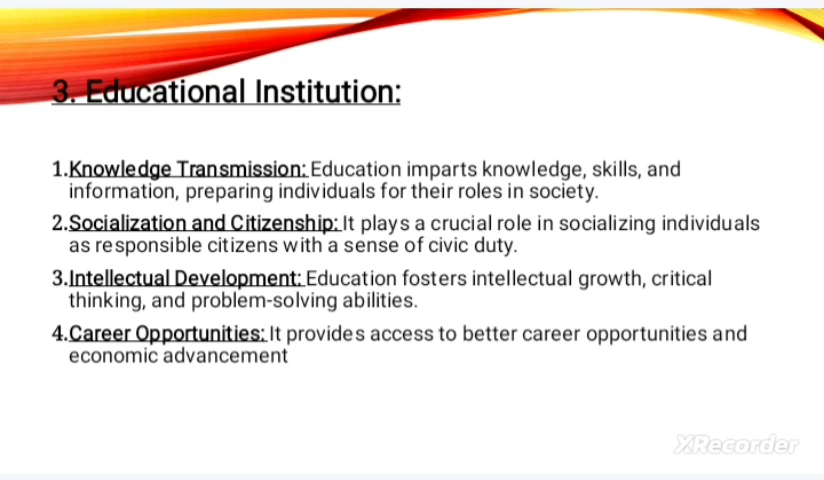 3. Educational Institution:
1.Knowledge Transmission: Education imparts knowledge, skills, and
information, preparing individuals for their roles in society.
2.Socialization and Citizenship: It plays a crucial role in socializing individuals
as responsible citizens with a sense of civic duty.
3.Intellectual Development: Education fosters intellectual growth, critical
thinking, and problem-solving abilities.
4.Career Opportunities: It provides access to better career opportunities and
economic advancement
XRecorder